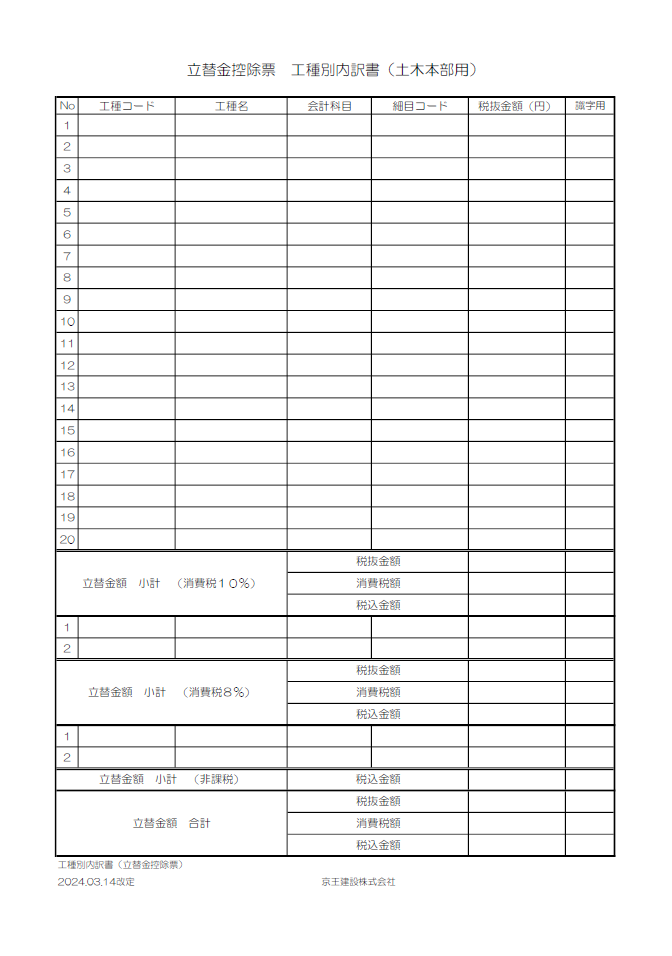 立替金控除票　工種別内訳書（土木本部用）
No 工種コード 工種名 会計科目 細目コード 税抜金額（円） 識字用
1
2
3
4
5
6
7
8
9
10
11
12
13
14
15
16
17
18
19
20
税抜金額
立替金額　小計　（消費税１０％） 消費税額
税込金額
1
2
税抜金額
立替金額　小計　（消費税８％） 消費税額
税込金額
1
2
立替金額　小計　（非課税） 税込金額
税抜金額
立替金額　合計 消費税額
税込金額
工種別内訳書（立替金控除票）
2024.03.14改定 京王建設株式会社